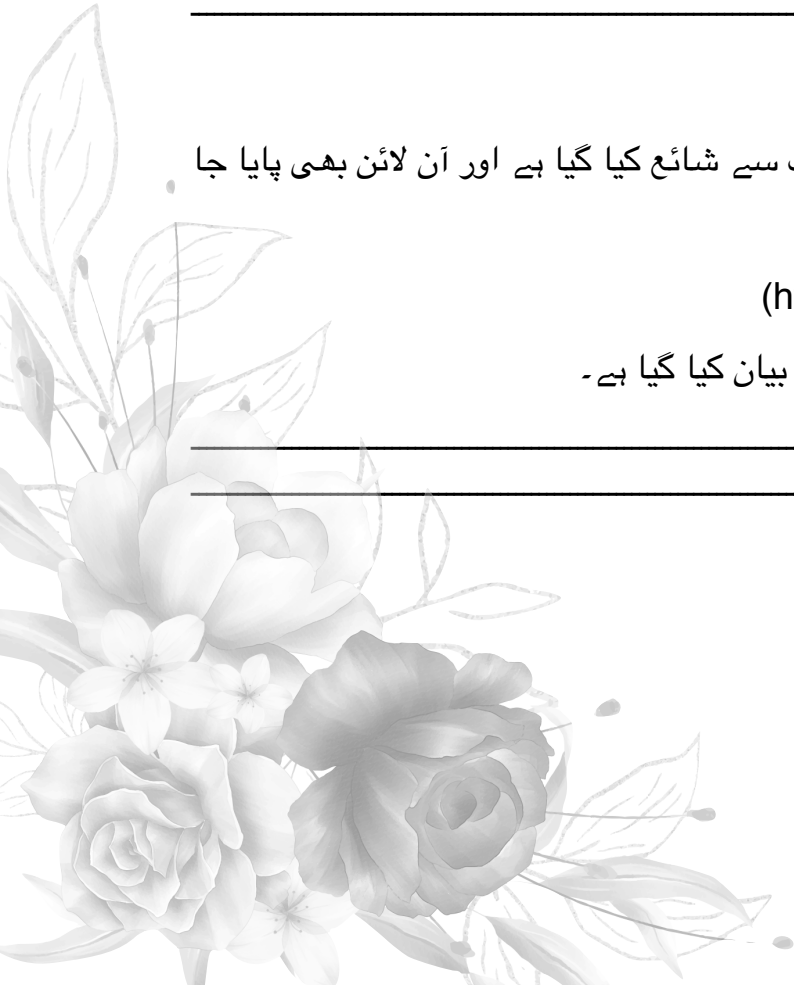 سے شائع کیا گیا ہے اور آن لائن بھی پایا جا
(h
بیان کیا گیا ہے۔